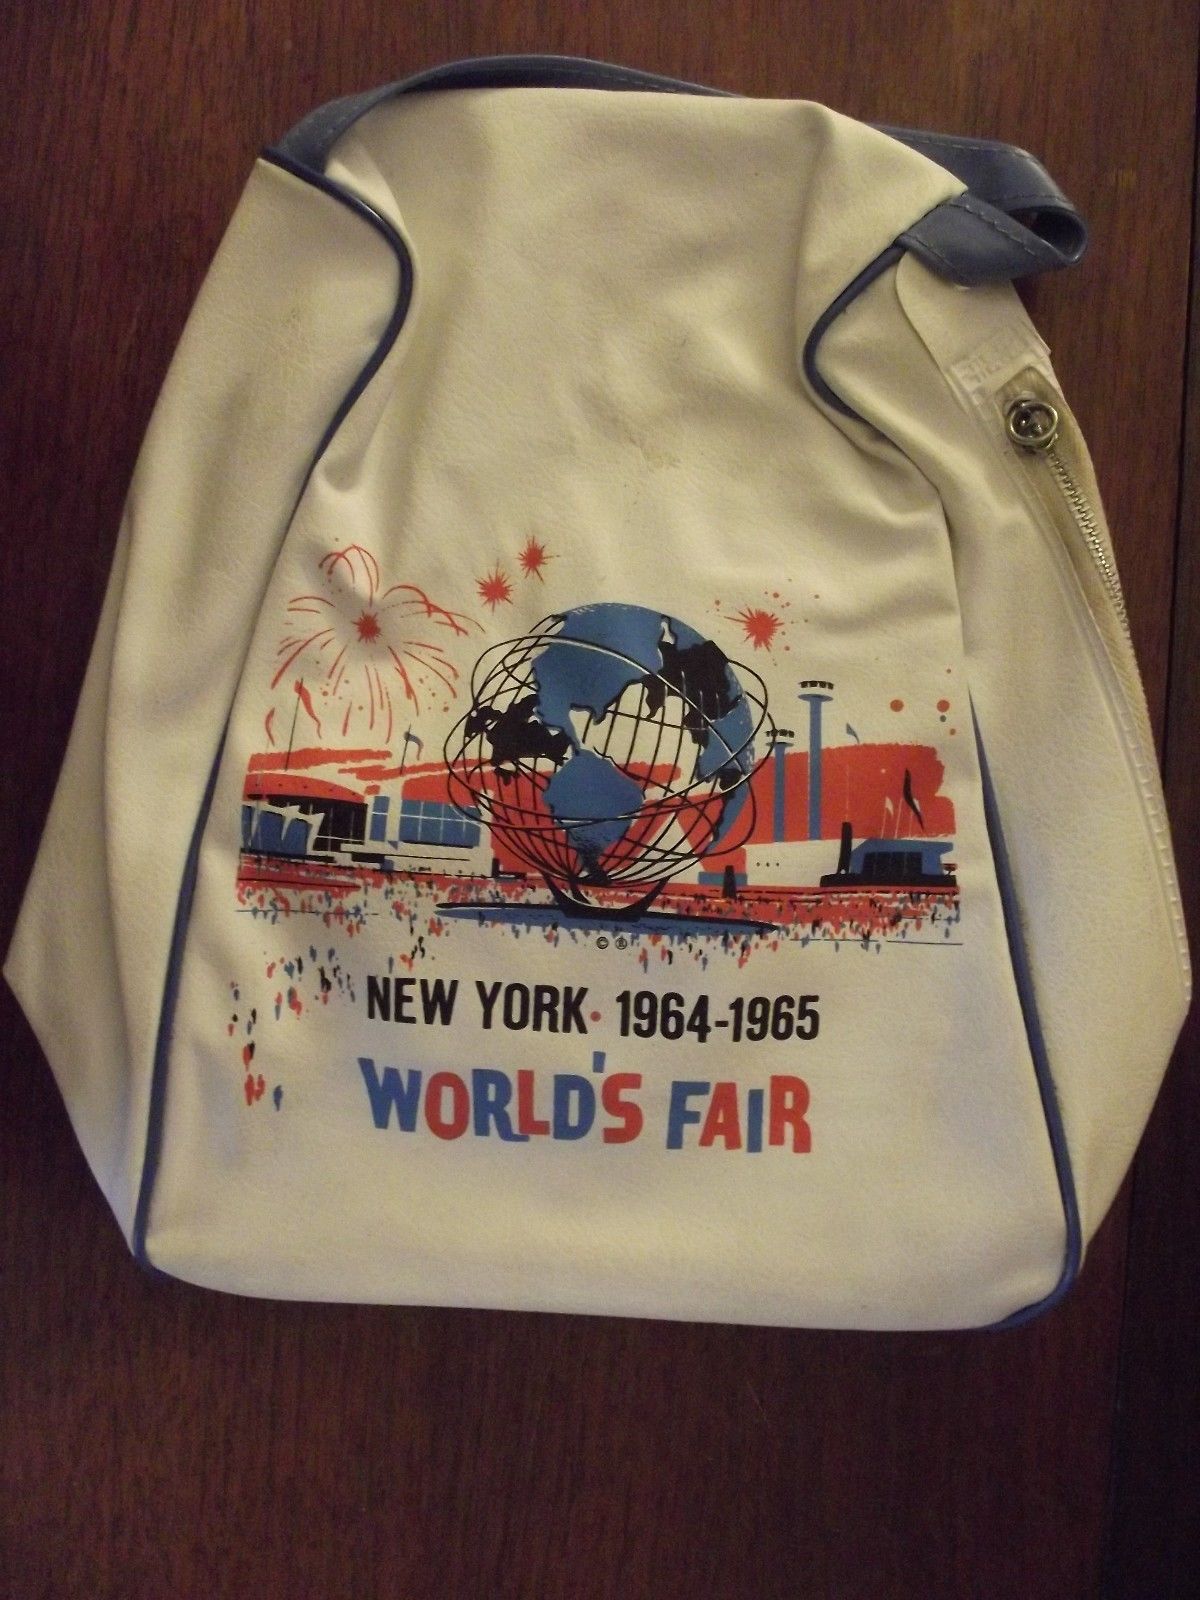 © ®
NEW YORK • 1964-1965
WORLD'S FAIR